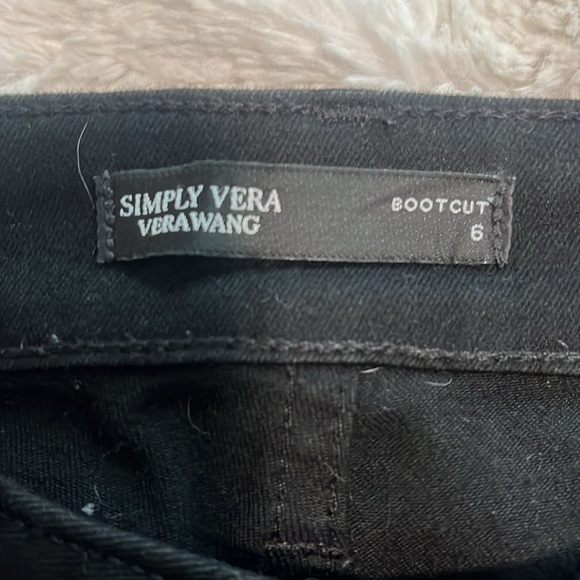 SIMPLY VERA
VERAWANG
BOOTCUT
6